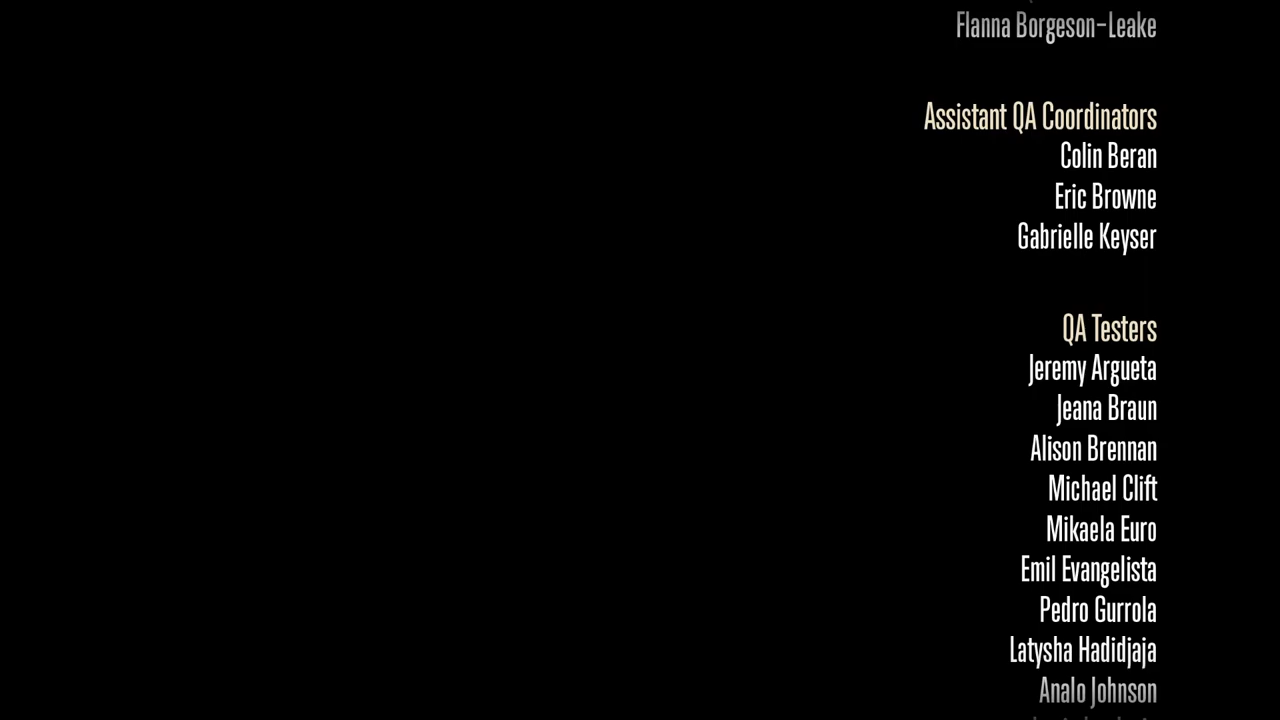 Flanna Borgeson-Leake
Assistant QA Coordinators
Colin Beran
Eric Browne
Gabrielle Keyser
QA Testers
Jeremy Argueta
Jeana Braun
Alison Brennan
Michael Clift
Mikaela Euro
Emil Evangelista
Pedro Gurrola
Latysha Hadidjaja
Analo Johnson